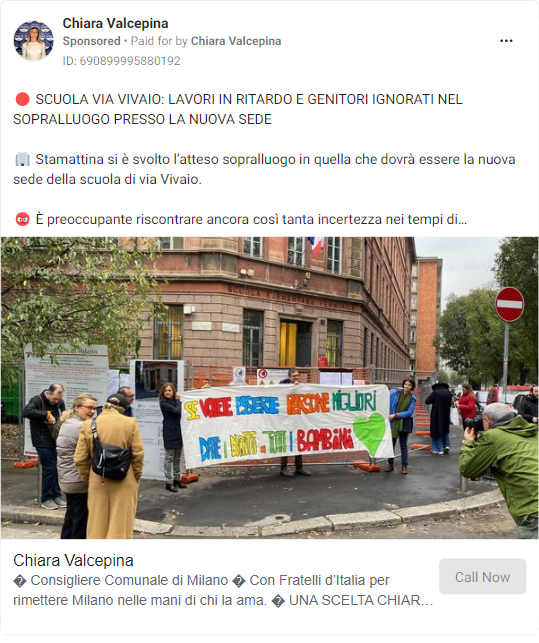 Chiara Valcepina
Sponsored • Paid for by Chiara Valcepina
ID: 690899995880192
🔴 SCUOLA VIA VIVAIO: LAVORI IN RITARDO E GENITORI IGNORATI NEL
SOPRALLUOGO PRESSO LA NUOVA SEDE
🏢 Stamattina si è svolto l’atteso sopralluogo in quella che dovrà essere la nuova
sede della scuola di via Vivaio.
😡 È preoccupante riscontrare ancora così tanta incertezza nei tempi di...
SCUOLA ELEMENTARE
SE VOLETE ESSERE PERSONE MIGLIORI
DATE I DIRITTI A TUTTI I BAMBINI
Chiara Valcepina
� Consigliere Comunale di Milano � Con Fratelli d’Italia per
rimettere Milano nelle mani di chi la ama. � UNA SCELTA CHIAR...
Call Now